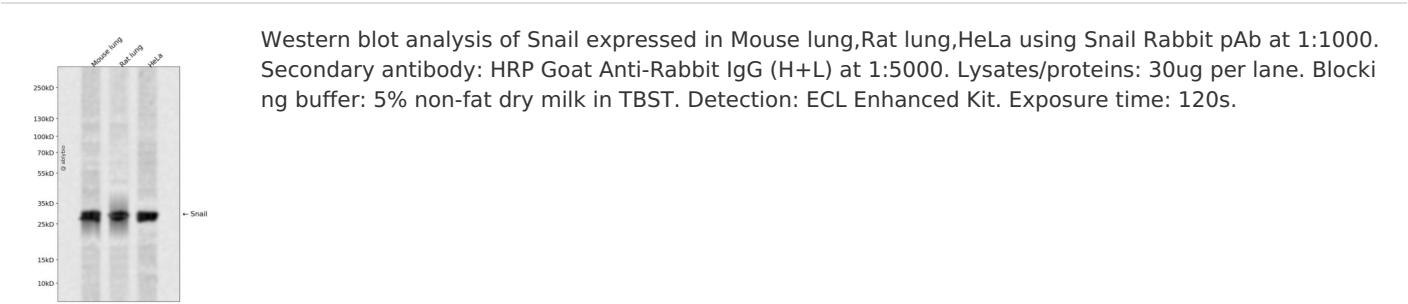 Mouse lung
Rat lung
HeLa
250kD
130kD
100kD
70kD
55kD
35kD
25kD
15kD
10kD
@ abiybio
← Snail
Western blot analysis of Snail expressed in Mouse lung,Rat lung,HeLa using Snail Rabbit pAb at 1:1000.
Secondary antibody: HRP Goat Anti-Rabbit IgG (H+L) at 1:5000. Lysates/proteins: 30ug per lane. Blocki
ng buffer: 5% non-fat dry milk in TBST. Detection: ECL Enhanced Kit. Exposure time: 120s.